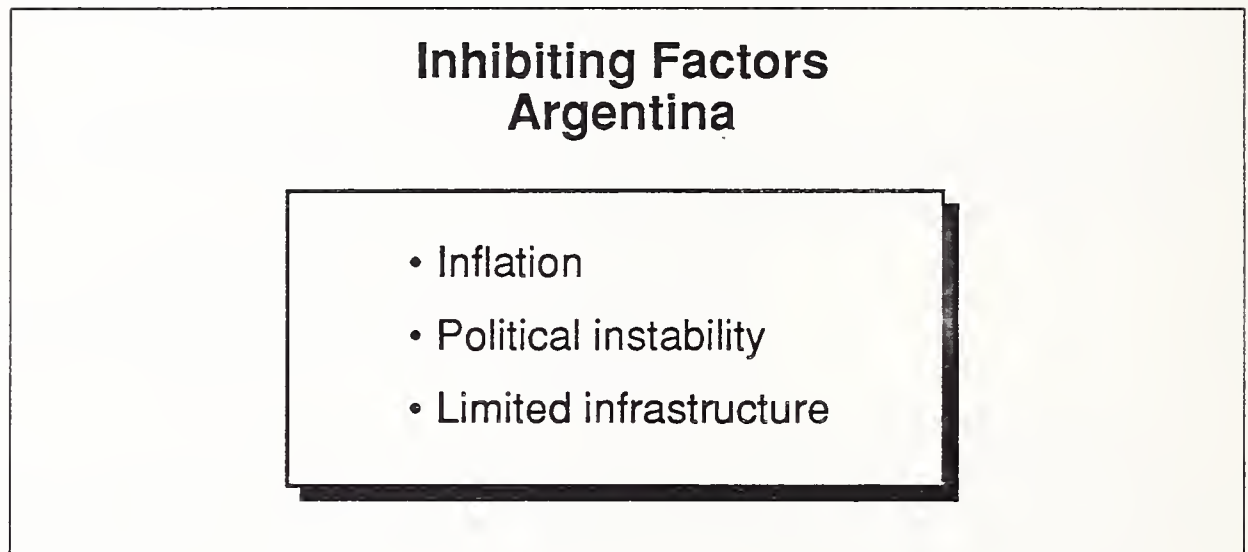 Inhibiting Factors
Argentina
• Inflation
• Political instability
• Limited infrastructure